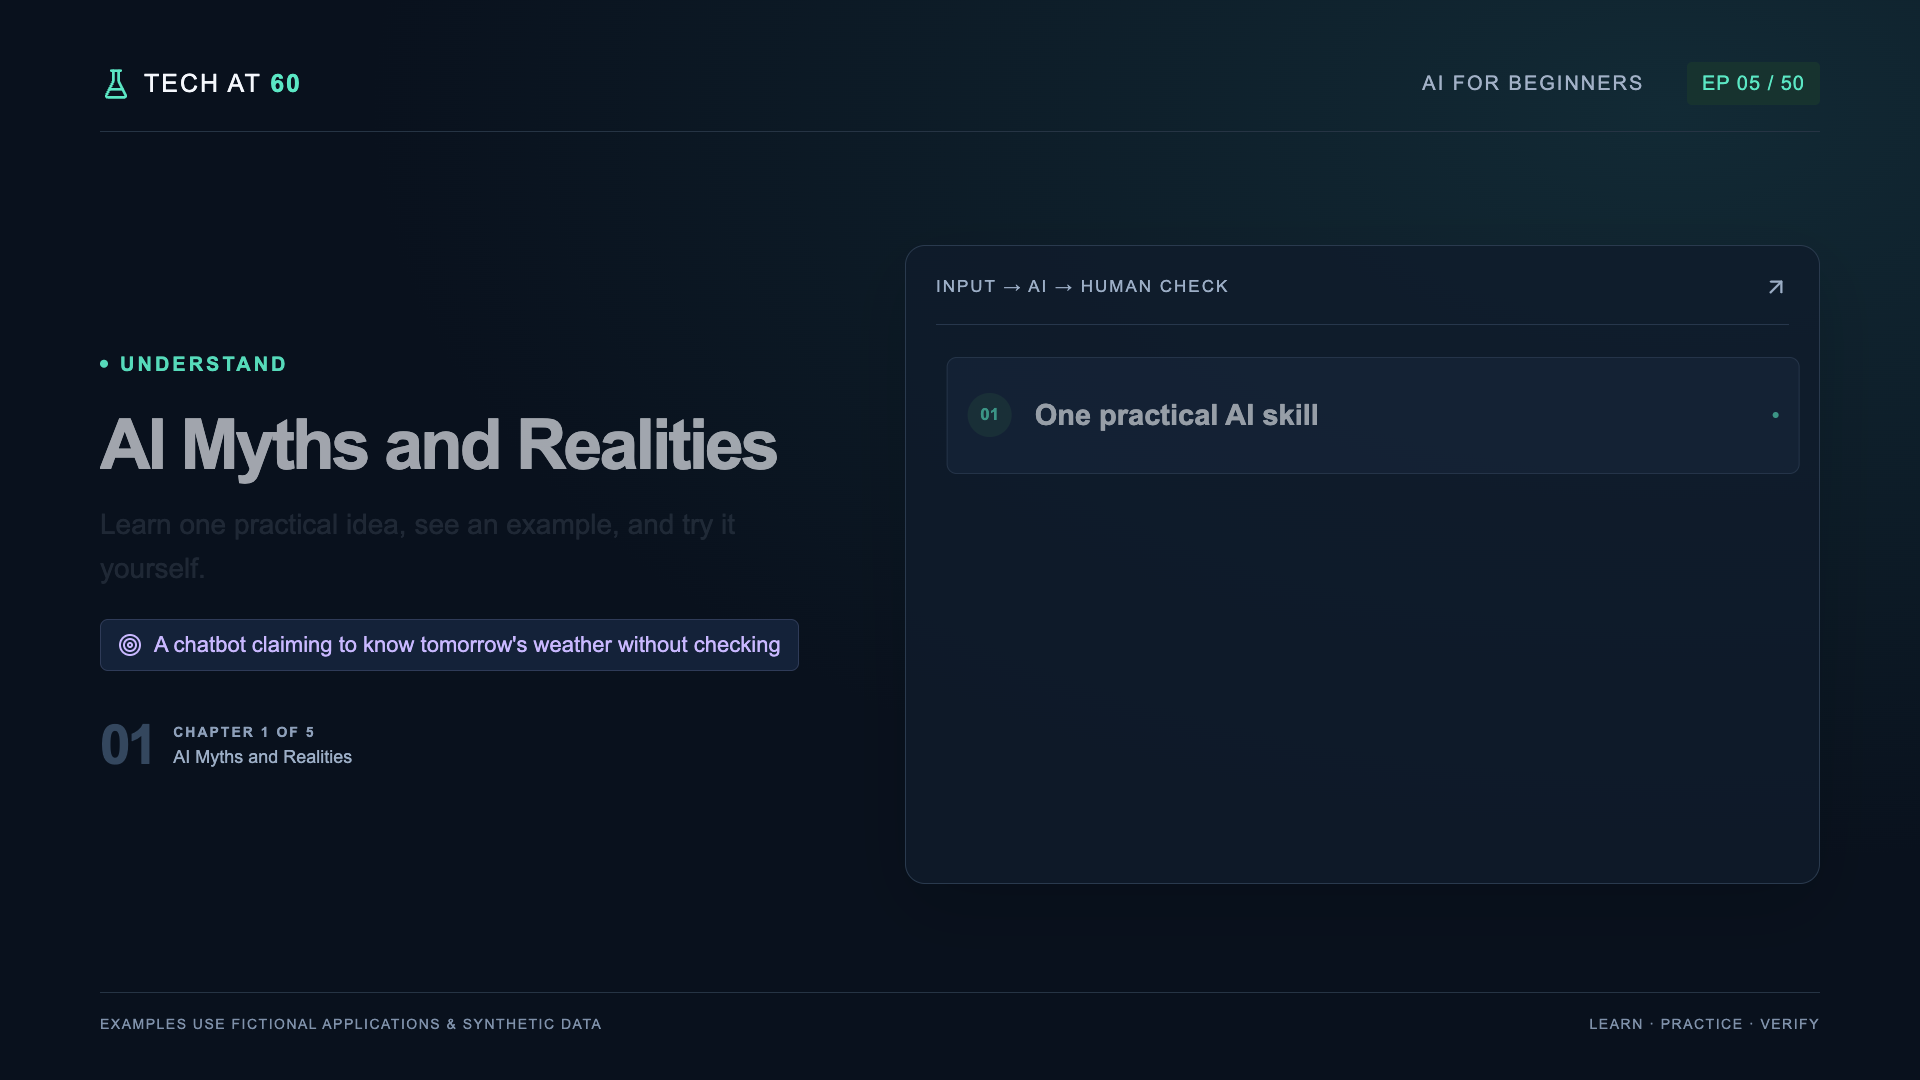 TECH AT 60
AI FOR BEGINNERS
EP 05 / 50
INPUT → AI → HUMAN CHECK
01
One practical AI skill
• UNDERSTAND
AI Myths and Realities
Learn one practical idea, see an example, and try it
yourself.
A chatbot claiming to know tomorrow's weather without checking
01
CHAPTER 1 OF 5
AI Myths and Realities
EXAMPLES USE FICTIONAL APPLICATIONS & SYNTHETIC DATA
LEARN · PRACTICE · VERIFY